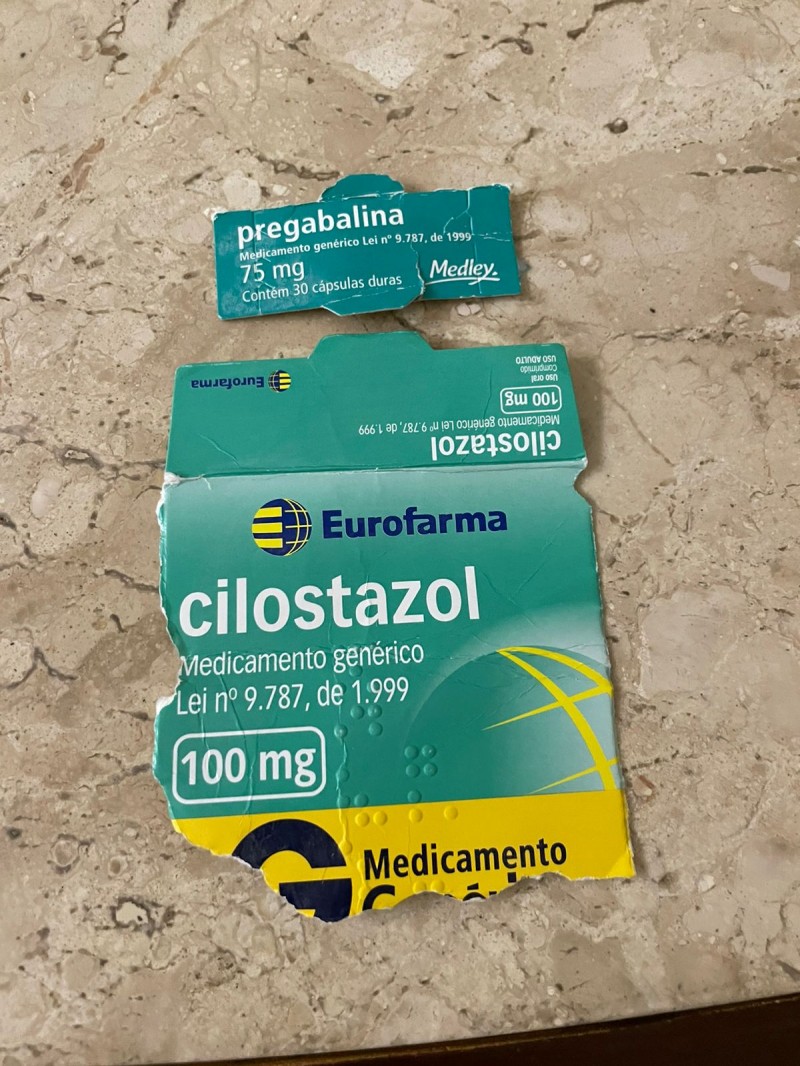 pregabalina
Medicamento genérico Lei nº 9.787, de 1999
75 mg
Contém 30 cápsulas duras
Medley.
cilostazol
Medicamento genérico Lei nº 9.787, de 1.999
100 mg
Uso oral
Comprimido
USO ADULTO
Eurofarma
Eurofarma
cilostazol
Medicamento genérico
Lei nº 9.787, de 1.999
100 mg
G
Medicamento